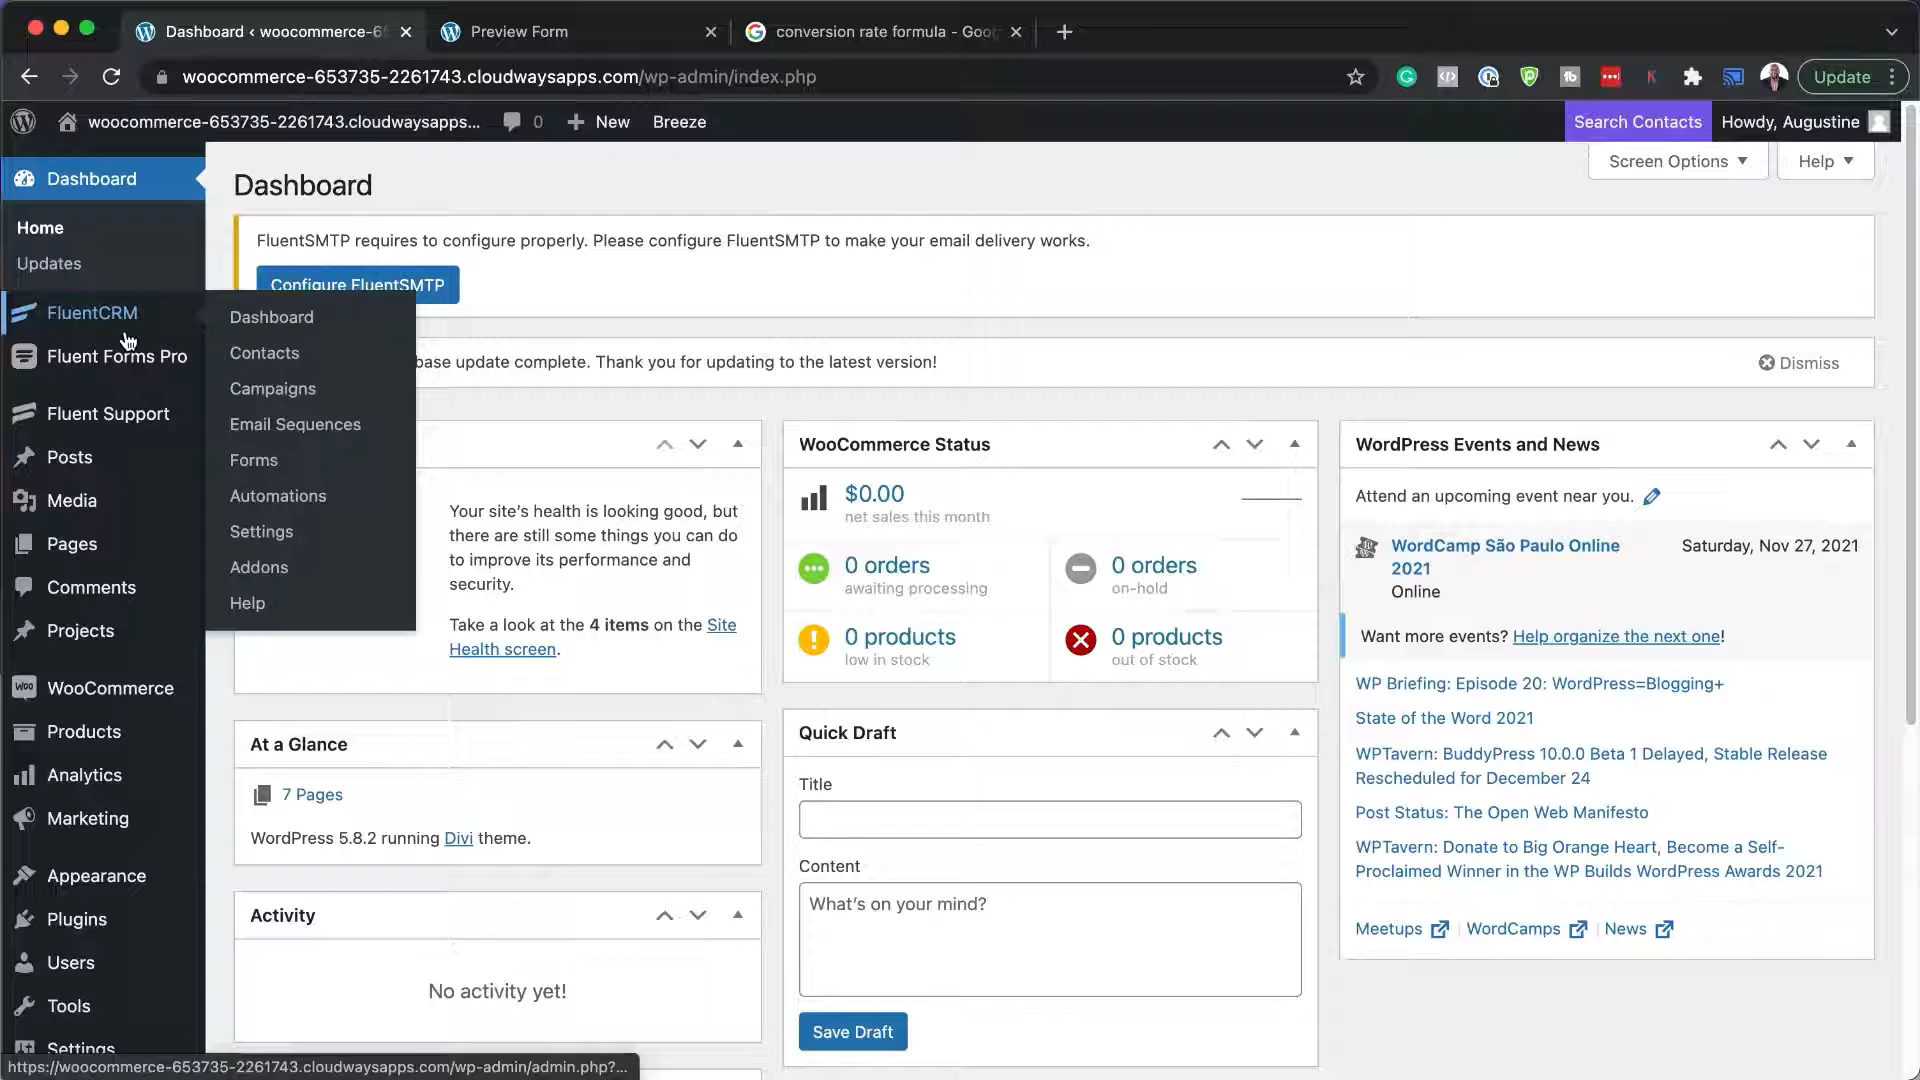 Dashboard ‹ woocommerce-65
Preview Form
conversion rate formula - Goo
woocommerce-653735-2261743.cloudwaysapps.com/wp-admin/index.php
Update
woocommerce-653735-2261743.cloudwaysapps...
0
New
Breeze
Search Contacts
Howdy, Augustine
Dashboard
Home
Updates
FluentCRM
Fluent Forms Pro
Fluent Support
Posts
Media
Pages
Comments
Projects
WooCommerce
Products
Analytics
Marketing
Appearance
Plugins
Users
Tools
Settings
Dashboard
Contacts
Campaigns
Email Sequences
Forms
Automations
Settings
Addons
Help
Screen Options
Help
Dashboard
FluentSMTP requires to configure properly. Please configure FluentSMTP to make your email delivery works.
Configure FluentSMTP
base update complete. Thank you for updating to the latest version!
Dismiss
Your site's health is looking good, but
there are still some things you can do
to improve its performance and
security.
Take a look at the 4 items on the Site
Health screen.
At a Glance
7 Pages
WordPress 5.8.2 running Divi theme.
Activity
No activity yet!
WooCommerce Status
$0.00
net sales this month
0 orders
awaiting processing
0 orders
on-hold
0 products
low in stock
0 products
out of stock
Quick Draft
Title
Content
What's on your mind?
Save Draft
WordPress Events and News
Attend an upcoming event near you.
WordCamp São Paulo Online
2021
Online
Saturday, Nov 27, 2021
Want more events? Help organize the next one!
WP Briefing: Episode 20: WordPress=Blogging+
State of the Word 2021
WPTavern: BuddyPress 10.0.0 Beta 1 Delayed, Stable Release
Rescheduled for December 24
Post Status: The Open Web Manifesto
WPTavern: Donate to Big Orange Heart, Become a Self-
Proclaimed Winner in the WP Builds WordPress Awards 2021
Meetups
WordCamps
News
https://woocommerce-653735-2261743.cloudwaysapps.com/wp-admin/admin.php?...